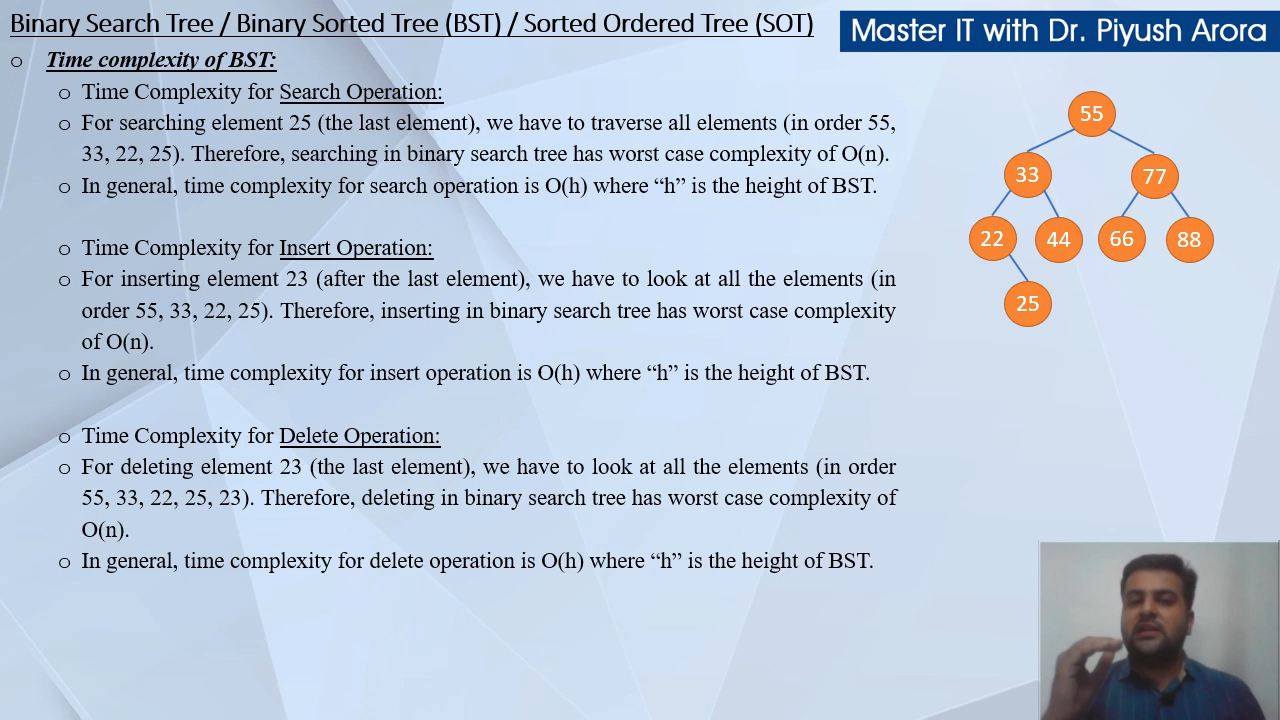 Binary Search Tree / Binary Sorted Tree (BST) / Sorted Ordered Tree (SOT)
Master IT with Dr. Piyush Arora
o Time complexity of BST:
o Time Complexity for Search Operation:
o For searching element 25 (the last element), we have to traverse all elements (in order 55,
33, 22, 25). Therefore, searching in binary search tree has worst case complexity of O(n).
o In general, time complexity for search operation is O(h) where “h” is the height of BST.
o Time Complexity for Insert Operation:
o For inserting element 23 (after the last element), we have to look at all the elements (in
order 55, 33, 22, 25). Therefore, inserting in binary search tree has worst case complexity
of O(n).
o In general, time complexity for insert operation is O(h) where “h” is the height of BST.
o Time Complexity for Delete Operation:
o For deleting element 23 (the last element), we have to look at all the elements (in order
55, 33, 22, 25, 23). Therefore, deleting in binary search tree has worst case complexity of
O(n).
o In general, time complexity for delete operation is O(h) where “h” is the height of BST.
55
33 77
22 44 66 88
25